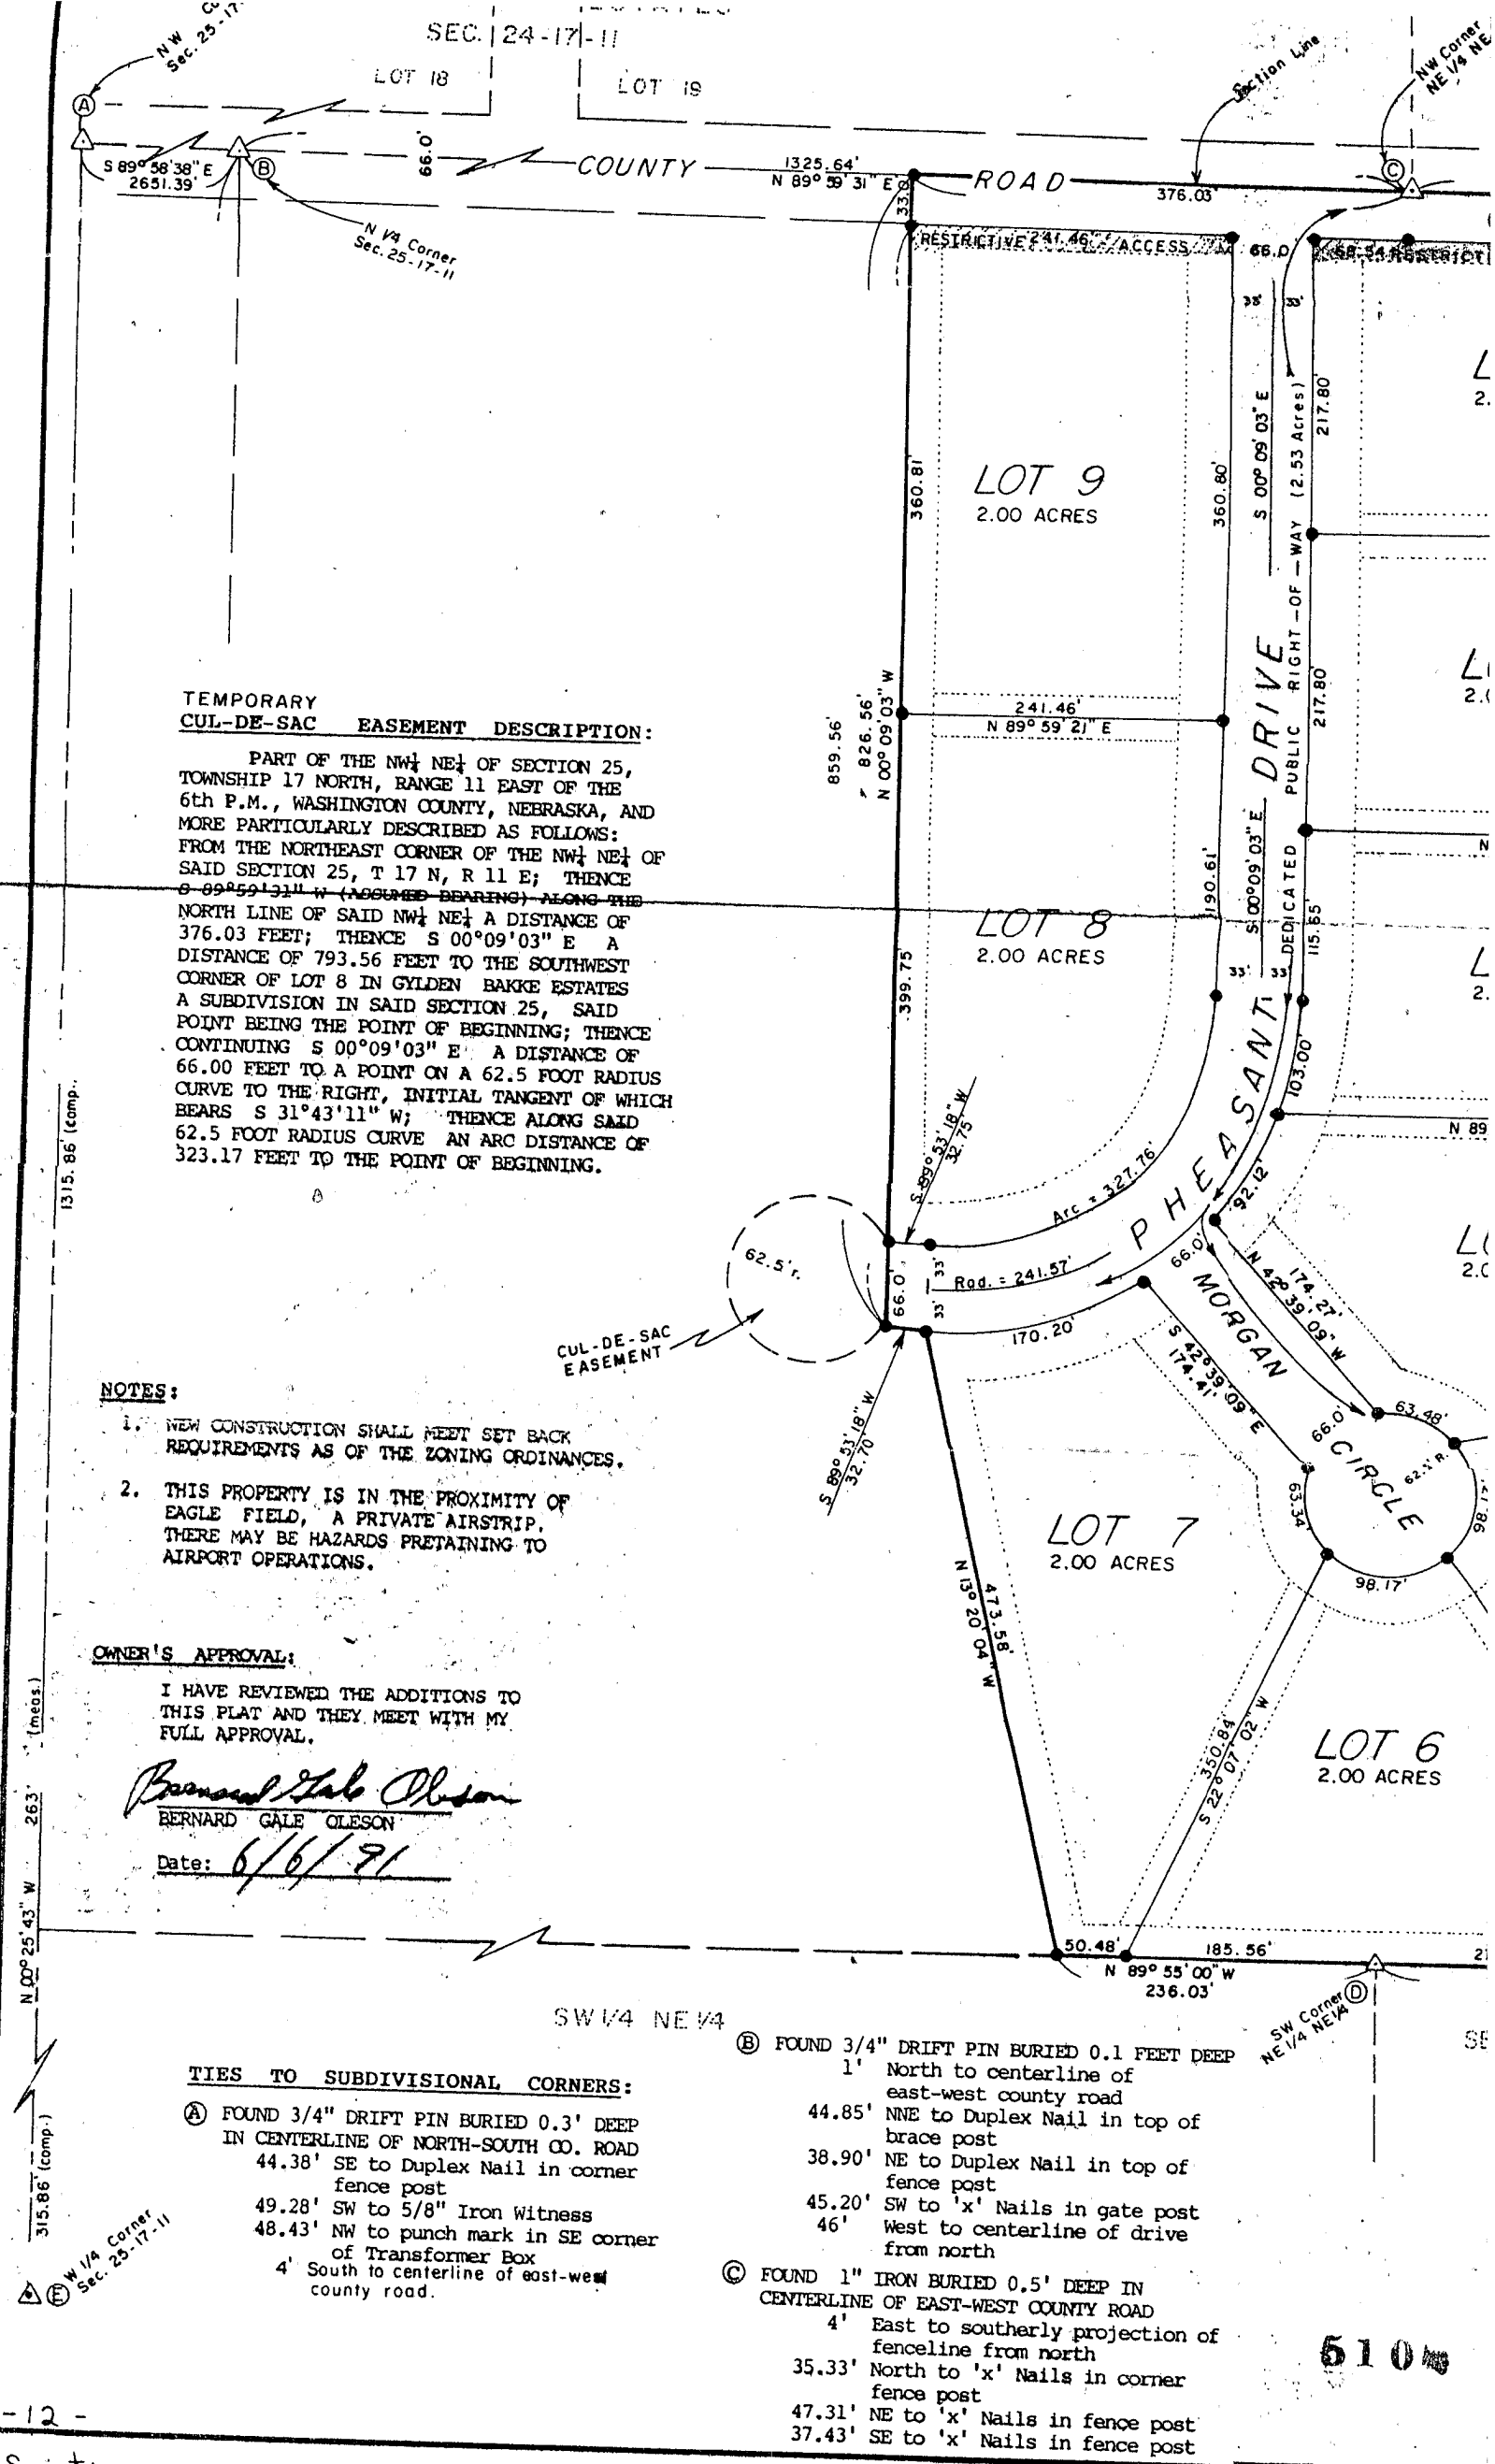 NW
Sec. 25-17-
SEC. 24-17-11
LOT 18
LOT 19
Section Line
NW Corner
NE 1/4 NE
A
S 89° 58' 38" E
2651.39'
B
N 1/4 Corner
Sec. 25-17-11
66.0'
COUNTY
1325.64'
N 89° 59' 31" E
ROAD
376.03'
C
RESTRICTIVE 241.46' ACCESS
66.0
33' 33'
LOT 9
2.00 ACRES
360.81'
360.80'
S 00° 09' 03" E
217.80'
217.80'
DEDICATED PUBLIC RIGHT-OF-WAY (2.53 Acres)
241.46'
N 89° 59' 21" E
859.56'
826.56'
N 00° 09' 03" W
PHEASANT DRIVE
TEMPORARY
CUL-DE-SAC EASEMENT DESCRIPTION:
PART OF THE NW¼ NE¼ OF SECTION 25,
TOWNSHIP 17 NORTH, RANGE 11 EAST OF THE
6th P.M., WASHINGTON COUNTY, NEBRASKA, AND
MORE PARTICULARLY DESCRIBED AS FOLLOWS:
FROM THE NORTHEAST CORNER OF THE NW¼ NE¼ OF
SAID SECTION 25, T 17 N, R 11 E; THENCE
S 89°59'31" W (ASSUMED BEARING) ALONG THE
NORTH LINE OF SAID NW¼ NE¼ A DISTANCE OF
376.03 FEET; THENCE S 00°09'03" E A
DISTANCE OF 793.56 FEET TO THE SOUTHWEST
CORNER OF LOT 8 IN GYLDEN BAKKE ESTATES
A SUBDIVISION IN SAID SECTION 25, SAID
POINT BEING THE POINT OF BEGINNING; THENCE
CONTINUING S 00°09'03" E A DISTANCE OF
66.00 FEET TO A POINT ON A 62.5 FOOT RADIUS
CURVE TO THE RIGHT, INITIAL TANGENT OF WHICH
BEARS S 31°43'11" W; THENCE ALONG SAID
62.5 FOOT RADIUS CURVE AN ARC DISTANCE OF
323.17 FEET TO THE POINT OF BEGINNING.
190.61'
S 00° 09' 03" E
115.65'
LOT 8
2.00 ACRES
399.75'
33' 33'
103.00'
N 89
1315.86' (comp.)
S 89° 53' 18" W
32.75
Arc = 327.76'
92.12'
62.5' r.
66.0'
33'
33'
Rad. = 241.57'
66.0'
170.20'
CUL-DE-SAC
EASEMENT
MORGAN CIRCLE
174.27'
N 42° 39' 09" W
S 42° 39' 09" E
174.41'
S 89° 53' 18" W
32.70
66.0'
63.48'
63.34'
98.17'
NOTES:
1. NEW CONSTRUCTION SHALL MEET SET BACK
REQUIREMENTS AS OF THE ZONING ORDINANCES.
2. THIS PROPERTY IS IN THE PROXIMITY OF
EAGLE FIELD, A PRIVATE AIRSTRIP.
THERE MAY BE HAZARDS PRETAINING TO
AIRPORT OPERATIONS.
LOT 7
2.00 ACRES
473.58'
N 13° 20' 04" W
350.84'
S 22° 07' 02" W
LOT 6
2.00 ACRES
OWNER'S APPROVAL:
I HAVE REVIEWED THE ADDITIONS TO
THIS PLAT AND THEY MEET WITH MY
FULL APPROVAL.
Bernard Gale Oleson
BERNARD GALE OLESON
Date: 6/6/91
N 00° 25' 43" W 263 (meas.)
50.48'
185.56'
N 89° 55' 00" W
236.03'
D
SW Corner
NE 1/4 NE 1/4
SW 1/4 NE 1/4
TIES TO SUBDIVISIONAL CORNERS:
A FOUND 3/4" DRIFT PIN BURIED 0.3' DEEP
IN CENTERLINE OF NORTH-SOUTH CO. ROAD
44.38' SE to Duplex Nail in corner
fence post
49.28' SW to 5/8" Iron Witness
48.43' NW to punch mark in SE corner
of Transformer Box
4' South to centerline of east-west
county road.
315.86' (comp.)
E W 1/4 Corner
Sec. 25-17-11
B FOUND 3/4" DRIFT PIN BURIED 0.1 FEET DEEP
1' North to centerline of
east-west county road
44.85' NNE to Duplex Nail in top of
brace post
38.90' NE to Duplex Nail in top of
fence post
45.20' SW to 'x' Nails in gate post
46' West to centerline of drive
from north
C FOUND 1" IRON BURIED 0.5' DEEP IN
CENTERLINE OF EAST-WEST COUNTY ROAD
4' East to southerly projection of
fenceline from north
35.33' North to 'x' Nails in corner
fence post
47.31' NE to 'x' Nails in fence post
37.43' SE to 'x' Nails in fence post
510
-12-